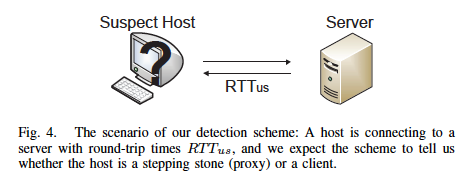 Suspect Host
Server
?
RTTus
Fig. 4. The scenario of our detection scheme: A host is connecting to a
server with round-trip times RTTus, and we expect the scheme to tell us
whether the host is a stepping stone (proxy) or a client.